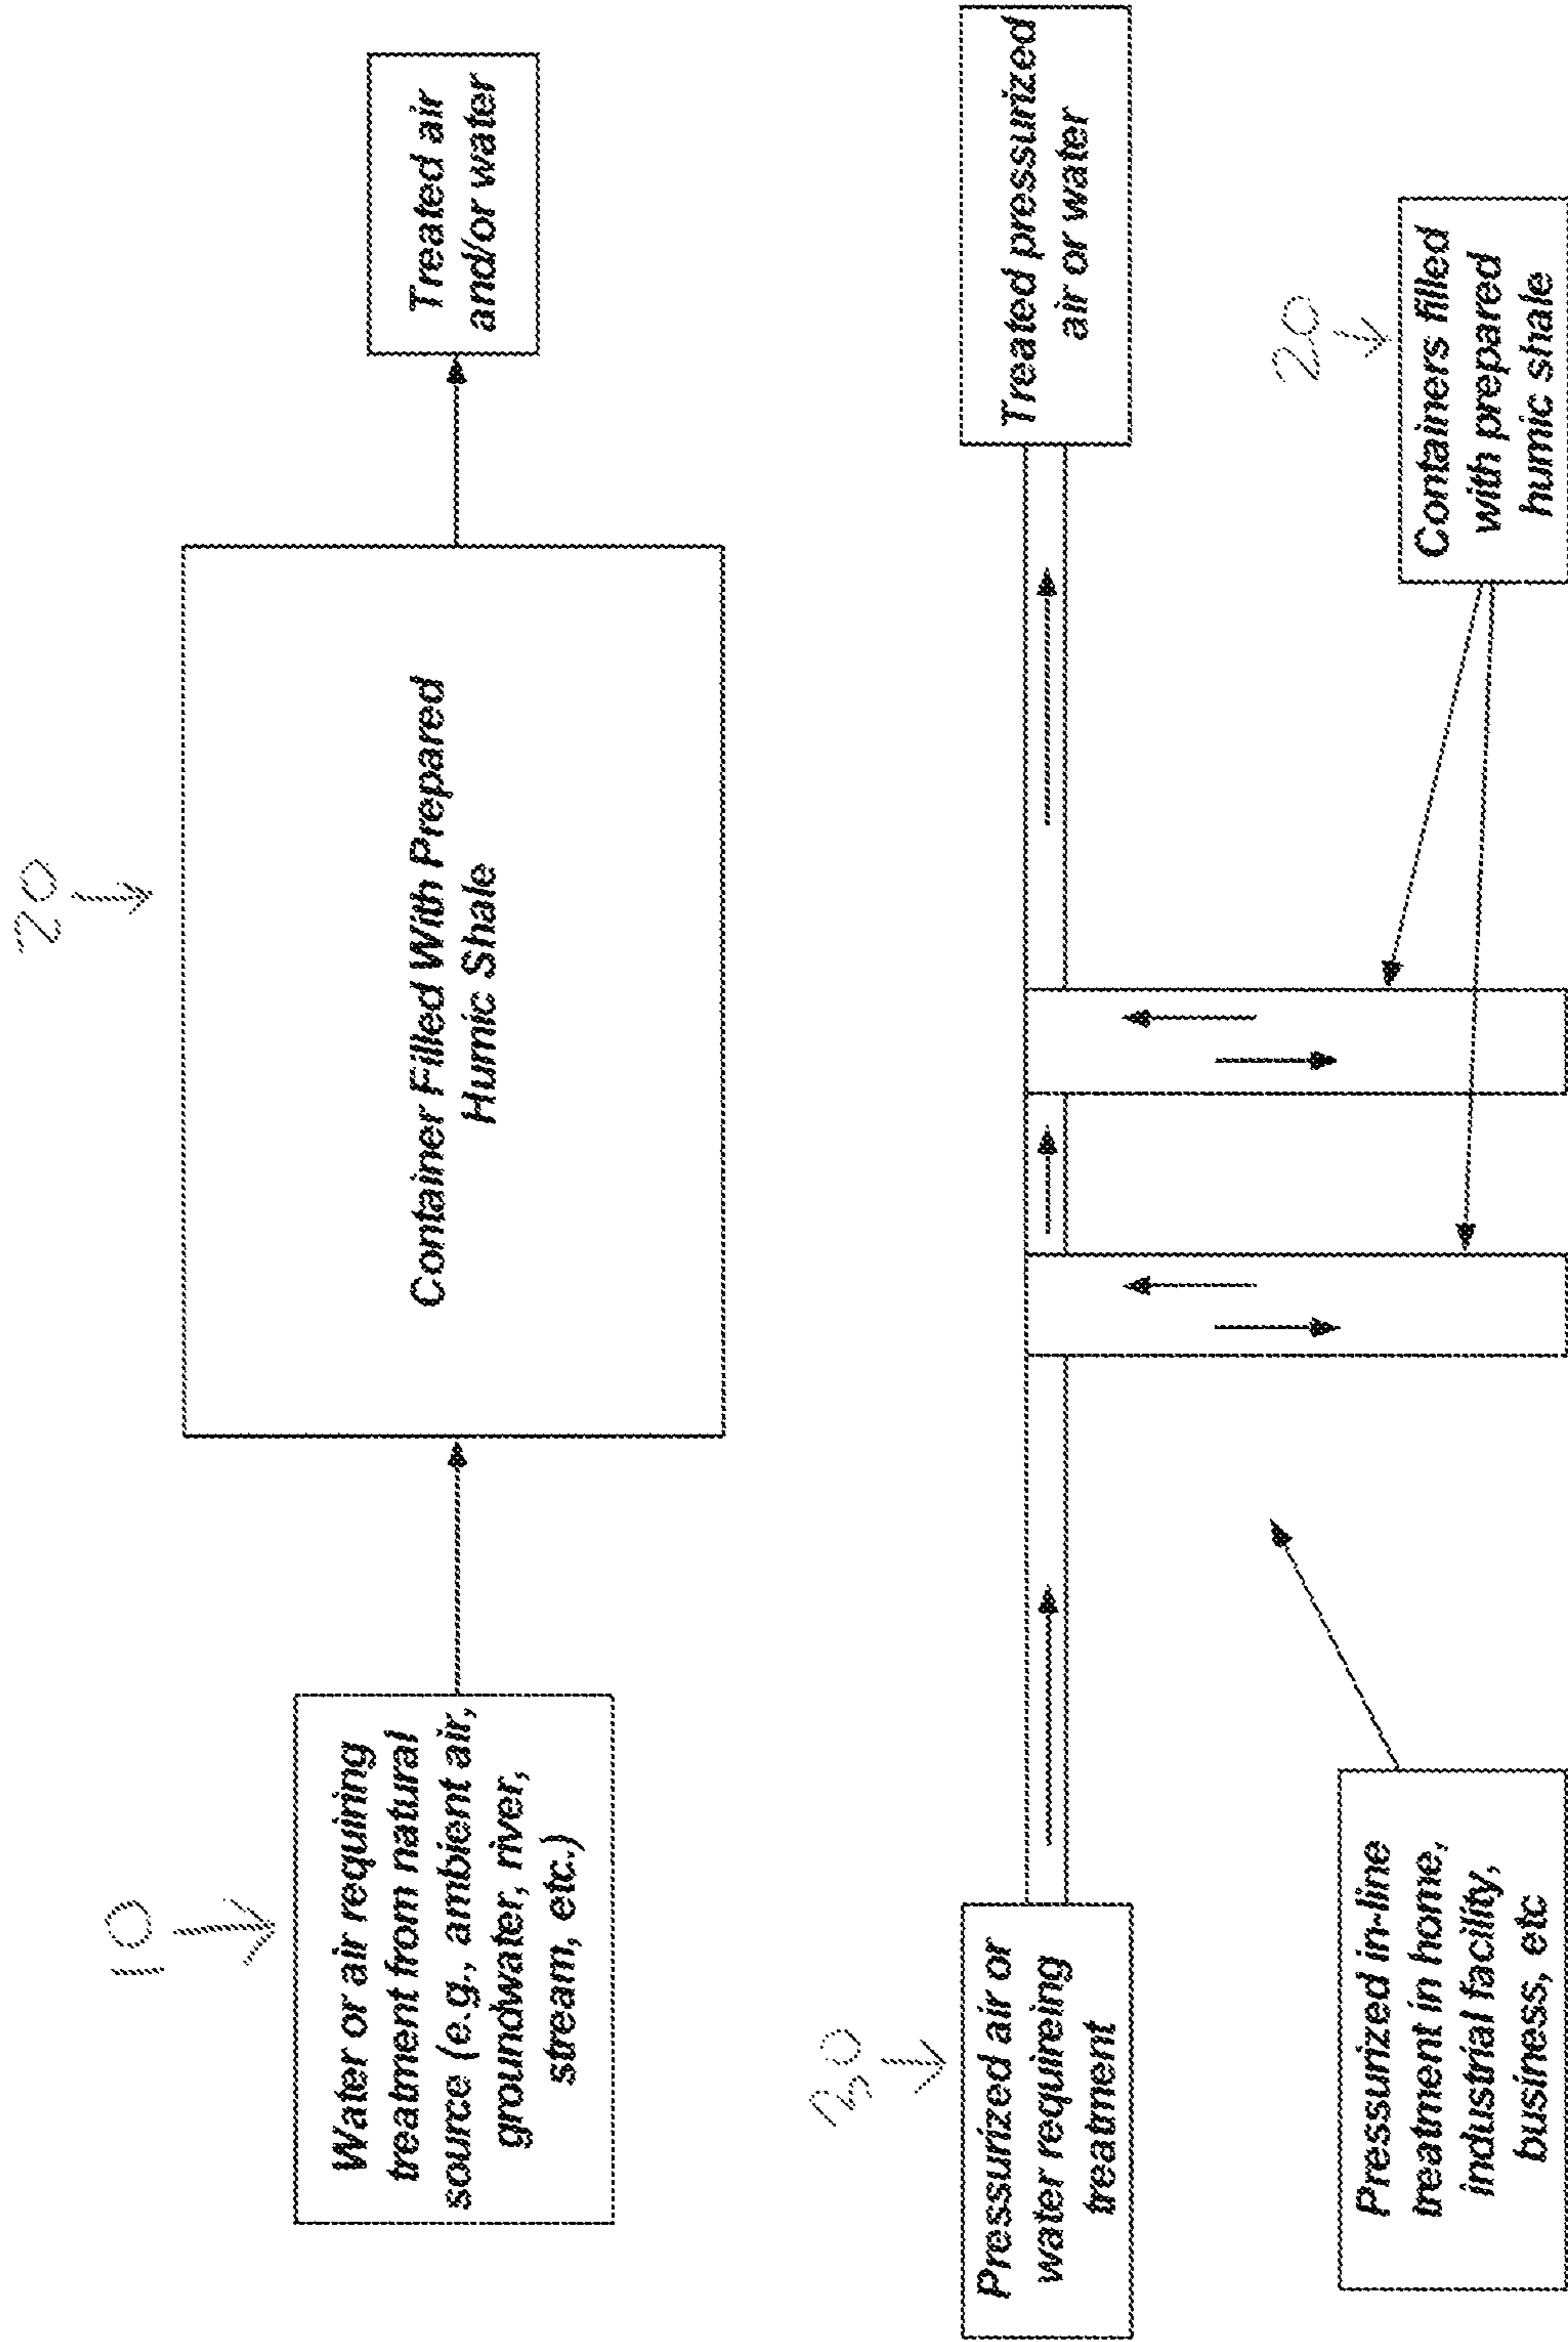 20
10
Water or air requiring
treatment from natural
source (e.g., ambient air,
groundwater, river,
stream, etc.)
Container Filled With Prepared
Humic Shale
Treated air
and/or water
30
Pressurized air or
water requireing
treatment
Treated pressurized
air or water
Pressurized in-line
treatment in home,
industrial facility,
business, etc
20
Containers filled
with prepared
humic shale